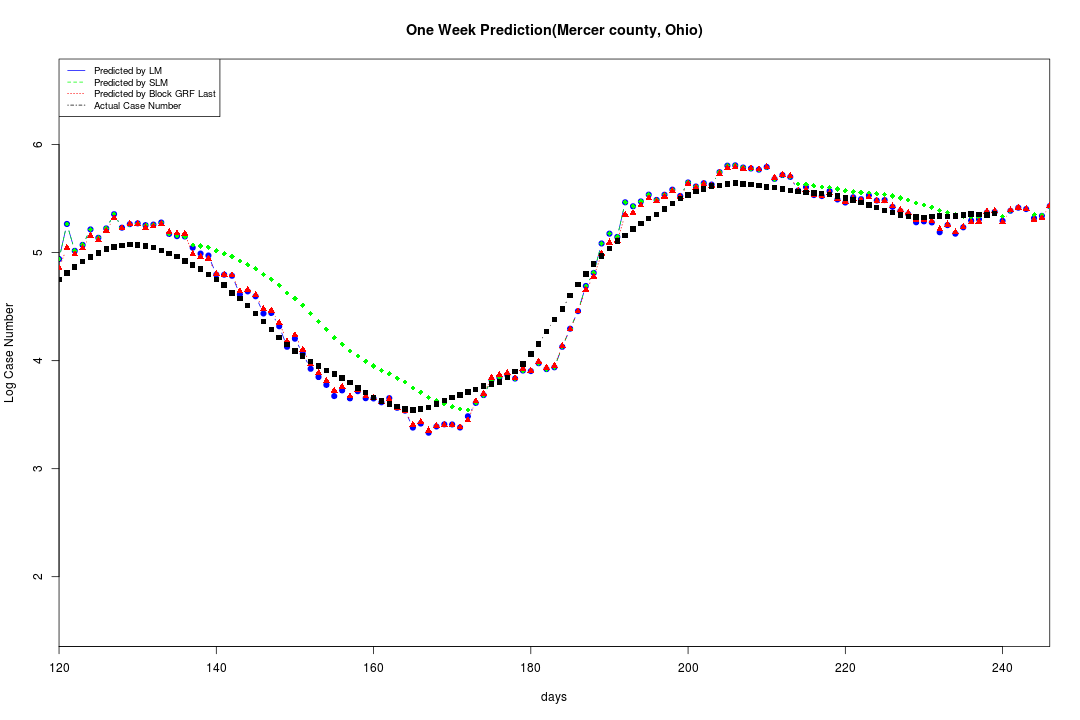 One Week Prediction(Mercer county, Ohio)
Predicted by LM
Predicted by SLM
Predicted by Block GRF Last
Actual Case Number
6
5
4
3
2
Log Case Number
120 140 160 180 200 220 240
days